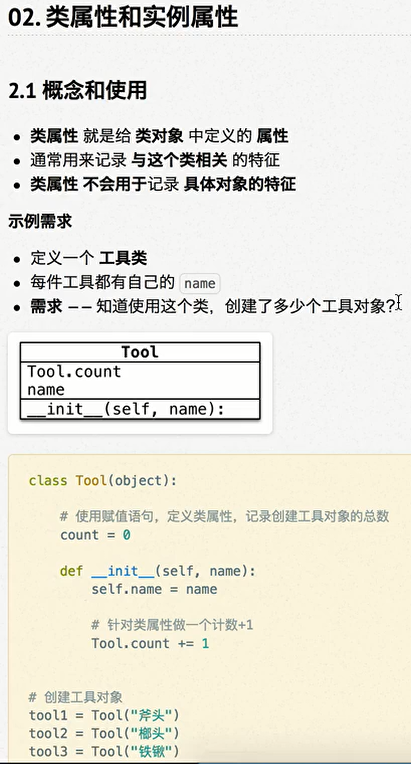 02. 类属性和实例属性
2.1 概念和使用
• 类属性 就是给 类对象 中定义的 属性
• 通常用来记录 与这个类相关 的特征
• 类属性 不会用于记录 具体对象的特征
示例需求
• 定义一个 工具类
• 每件工具都有自己的 name
• 需求 —— 知道使用这个类，创建了多少个工具对象？
Tool
Tool.count
name
__init__(self, name):
class Tool(object):
# 使用赋值语句，定义类属性，记录创建工具对象的总数
count = 0
def __init__(self, name):
self.name = name
# 针对类属性做一个计数+1
Tool.count += 1
# 创建工具对象
tool1 = Tool("斧头")
tool2 = Tool("榔头")
tool3 = Tool("铁锹")